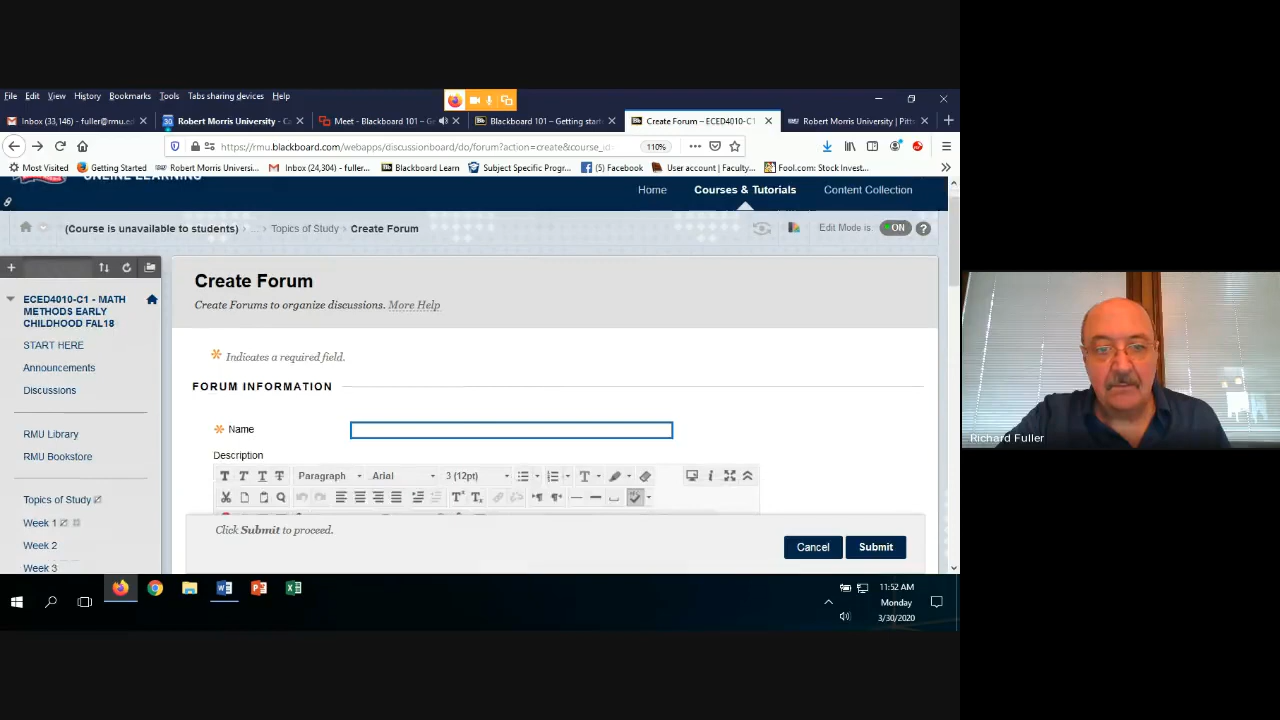 File Edit View History Bookmarks Tools Tabs sharing devices Help
Inbox (33,146) - fuller@rmu.ed
Robert Morris University - Ca
Meet - Blackboard 101 – Ge
Blackboard 101 – Getting start
Create Forum – ECED4010-C1
Robert Morris University | Pitt
https://rmu.blackboard.com/webapps/discussionboard/do/forum?action=create&course_id
110%
Most Visited
Getting Started
Robert Morris Universi...
Inbox (24,304) - fuller...
Blackboard Learn
Subject Specific Prog...
(5) Facebook
User account | Faculty...
Fool.com: Stock Invest...
ONLINE LEARNING
Home
Courses & Tutorials
Content Collection
(Course is unavailable to students) ... Topics of Study Create Forum
Edit Mode is: ON ?
ECED4010-C1 - MATH
METHODS EARLY
CHILDHOOD FAL18
START HERE
Announcements
Discussions
RMU Library
RMU Bookstore
Topics of Study
Week 1
Week 2
Week 3
Create Forum
Create Forums to organize discussions. More Help
Indicates a required field.
FORUM INFORMATION
Name
Description
Paragraph Arial 3 (12pt)
Click Submit to proceed.
Cancel Submit
11:52 AM
Monday
3/30/2020
Richard Fuller